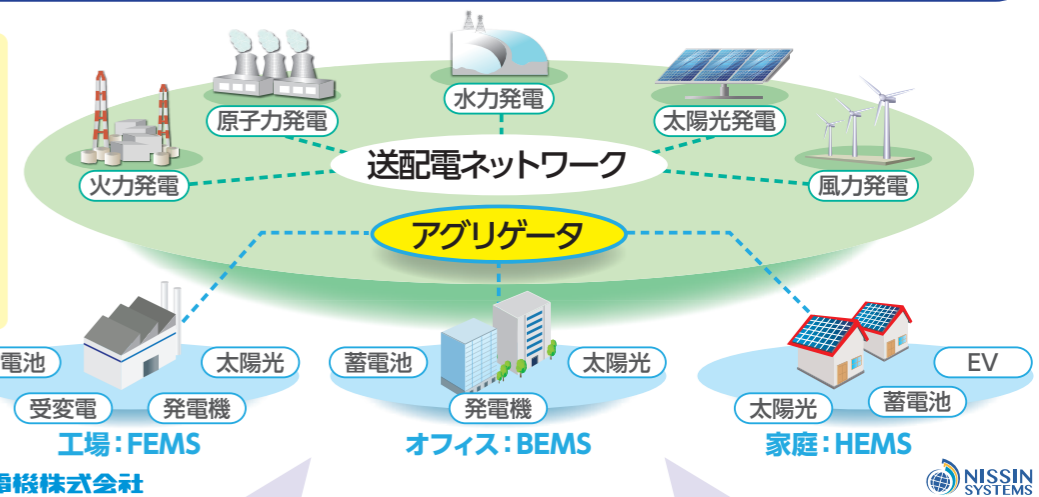 水力発電
原子力発電
太陽光発電
火力発電
送配電ネットワーク
風力発電
アグリゲータ
電池
太陽光
蓄電池
太陽光
EV
受変電
発電機
発電機
太陽光
蓄電池
工場:FEMS
オフィス:BEMS
家庭:HEMS
電機株式会社
NISSIN
SYSTEMS